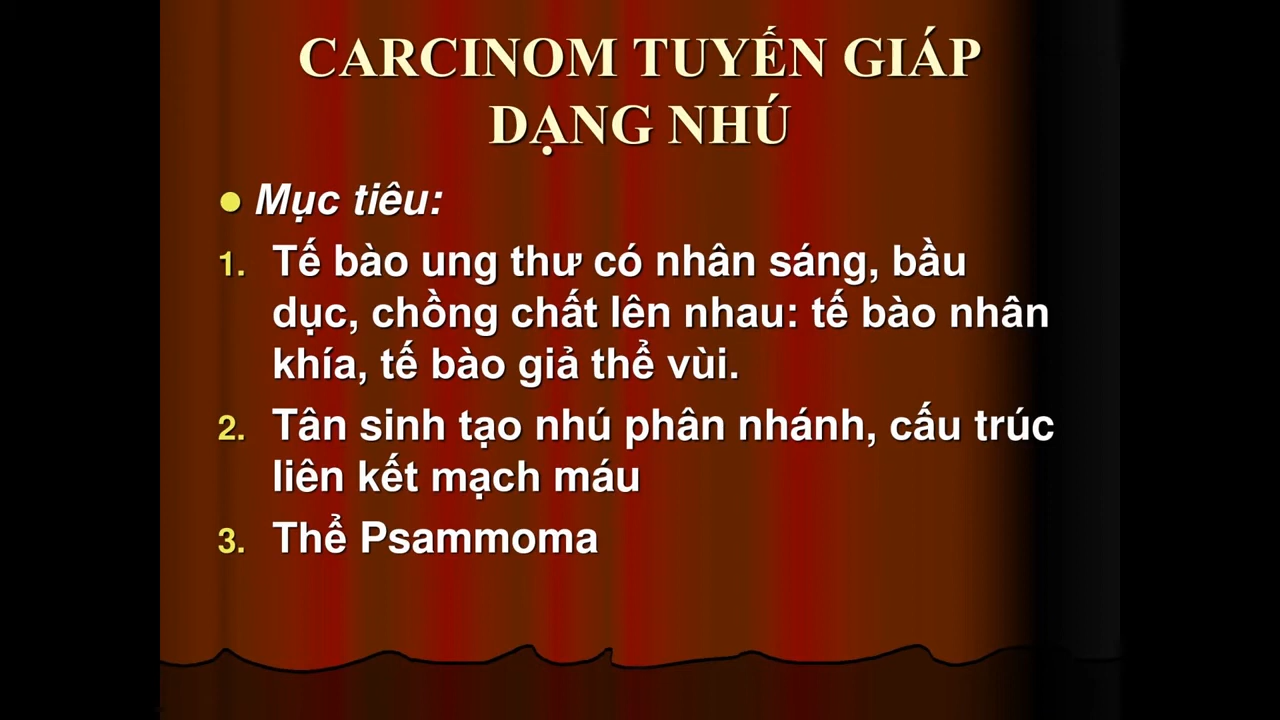 CARCINOM TUYẾN GIÁP
DẠNG NHÚ
● Mục tiêu:
1. Tế bào ung thư có nhân sáng, bầu
dục, chồng chất lên nhau: tế bào nhân
khía, tế bào giả thể vùi.
2. Tân sinh tạo nhú phân nhánh, cấu trúc
liên kết mạch máu
3. Thể Psammoma